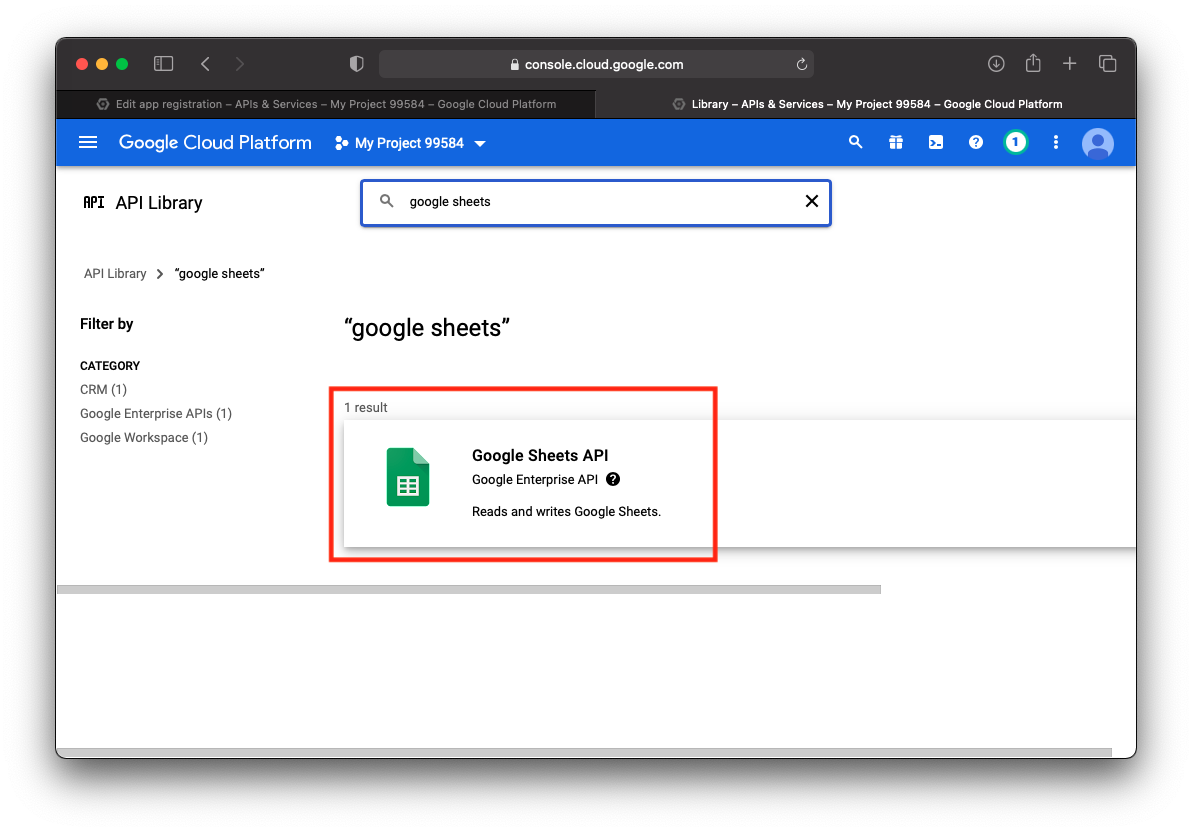 console.cloud.google.com
Edit app registration – APIs & Services – My Project 99584 – Google Cloud Platform
Library – APIs & Services – My Project 99584 – Google Cloud Platform
Google Cloud Platform
My Project 99584
1
API API Library
google sheets
API Library
“google sheets”
Filter by
“google sheets”
CATEGORY
CRM (1)
Google Enterprise APIs (1)
Google Workspace (1)
1 result
Google Sheets API
Google Enterprise API
Reads and writes Google Sheets.